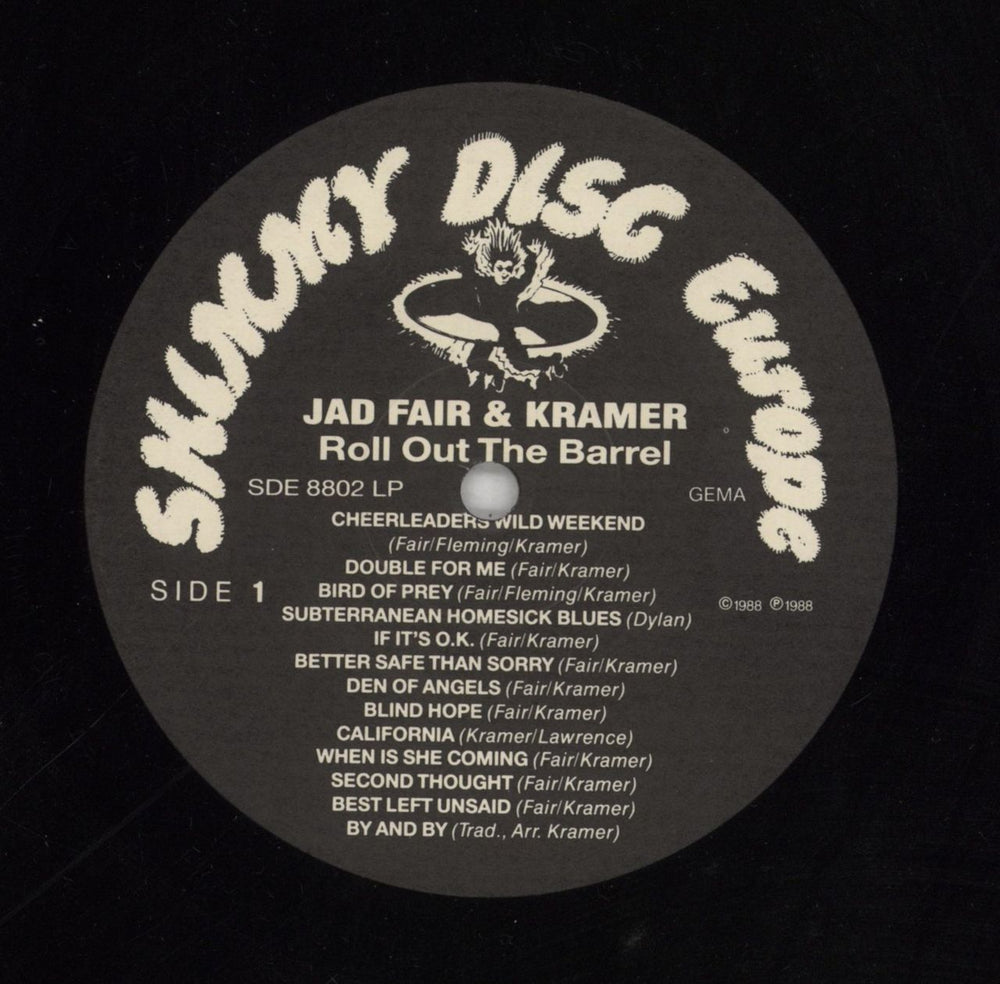 SHIMMY DISC Europe
JAD FAIR & KRAMER
Roll Out The Barrel
SDE 8802 LP
GEMA
CHEERLEADERS WILD WEEKEND
(Fair/Fleming/Kramer)
DOUBLE FOR ME (Fair/Kramer)
BIRD OF PREY (Fair/Fleming/Kramer)
SIDE 1
©1988 ℗1988
SUBTERRANEAN HOMESICK BLUES (Dylan)
IF IT'S O.K. (Fair/Kramer)
BETTER SAFE THAN SORRY (Fair/Kramer)
DEN OF ANGELS (Fair/Kramer)
BLIND HOPE (Fair/Kramer)
CALIFORNIA (Kramer/Lawrence)
WHEN IS SHE COMING (Fair/Kramer)
SECOND THOUGHT (Fair/Kramer)
BEST LEFT UNSAID (Fair/Kramer)
BY AND BY (Trad., Arr. Kramer)